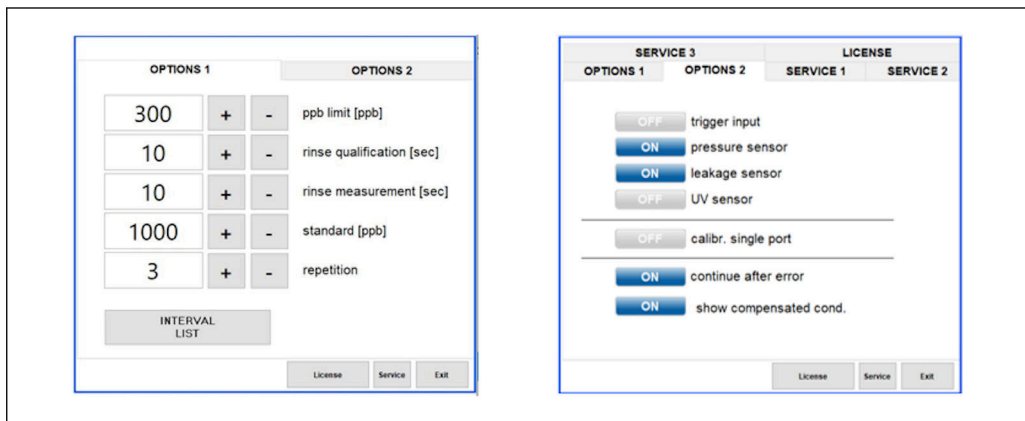 OPTIONS 1 OPTIONS 2
300 + - ppb limit [ppb]
10 + - rinse qualification [sec]
10 + - rinse measurement [sec]
1000 + - standard [ppb]
3 + - repetition
INTERVAL
LIST
License Service Exit
SERVICE 3 LICENSE
OPTIONS 1 OPTIONS 2 SERVICE 1 SERVICE 2
OFF trigger input
ON pressure sensor
ON leakage sensor
OFF UV sensor
OFF calibr. single port
ON continue after error
ON show compensated cond.
License Service Exit